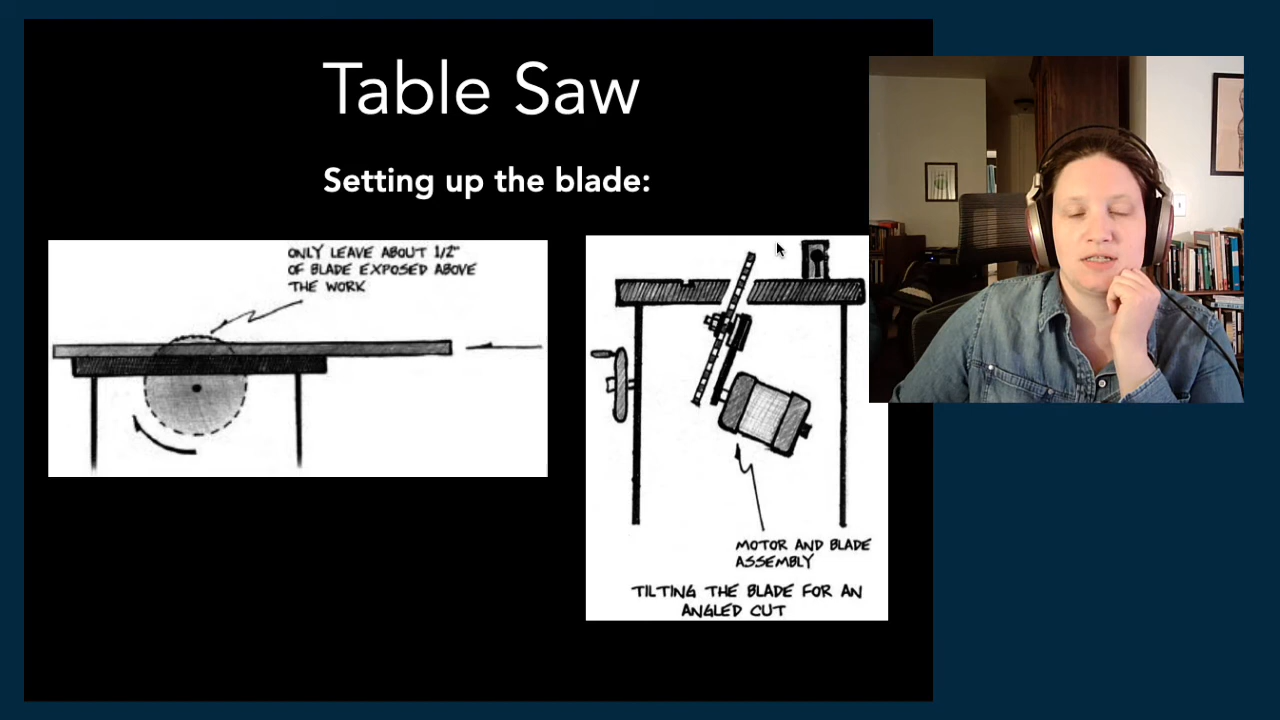 Table Saw
Setting up the blade:
ONLY LEAVE ABOUT 1/2"
OF BLADE EXPOSED ABOVE
THE WORK
MOTOR AND BLADE
ASSEMBLY
TILTING THE BLADE FOR AN
ANGLED CUT